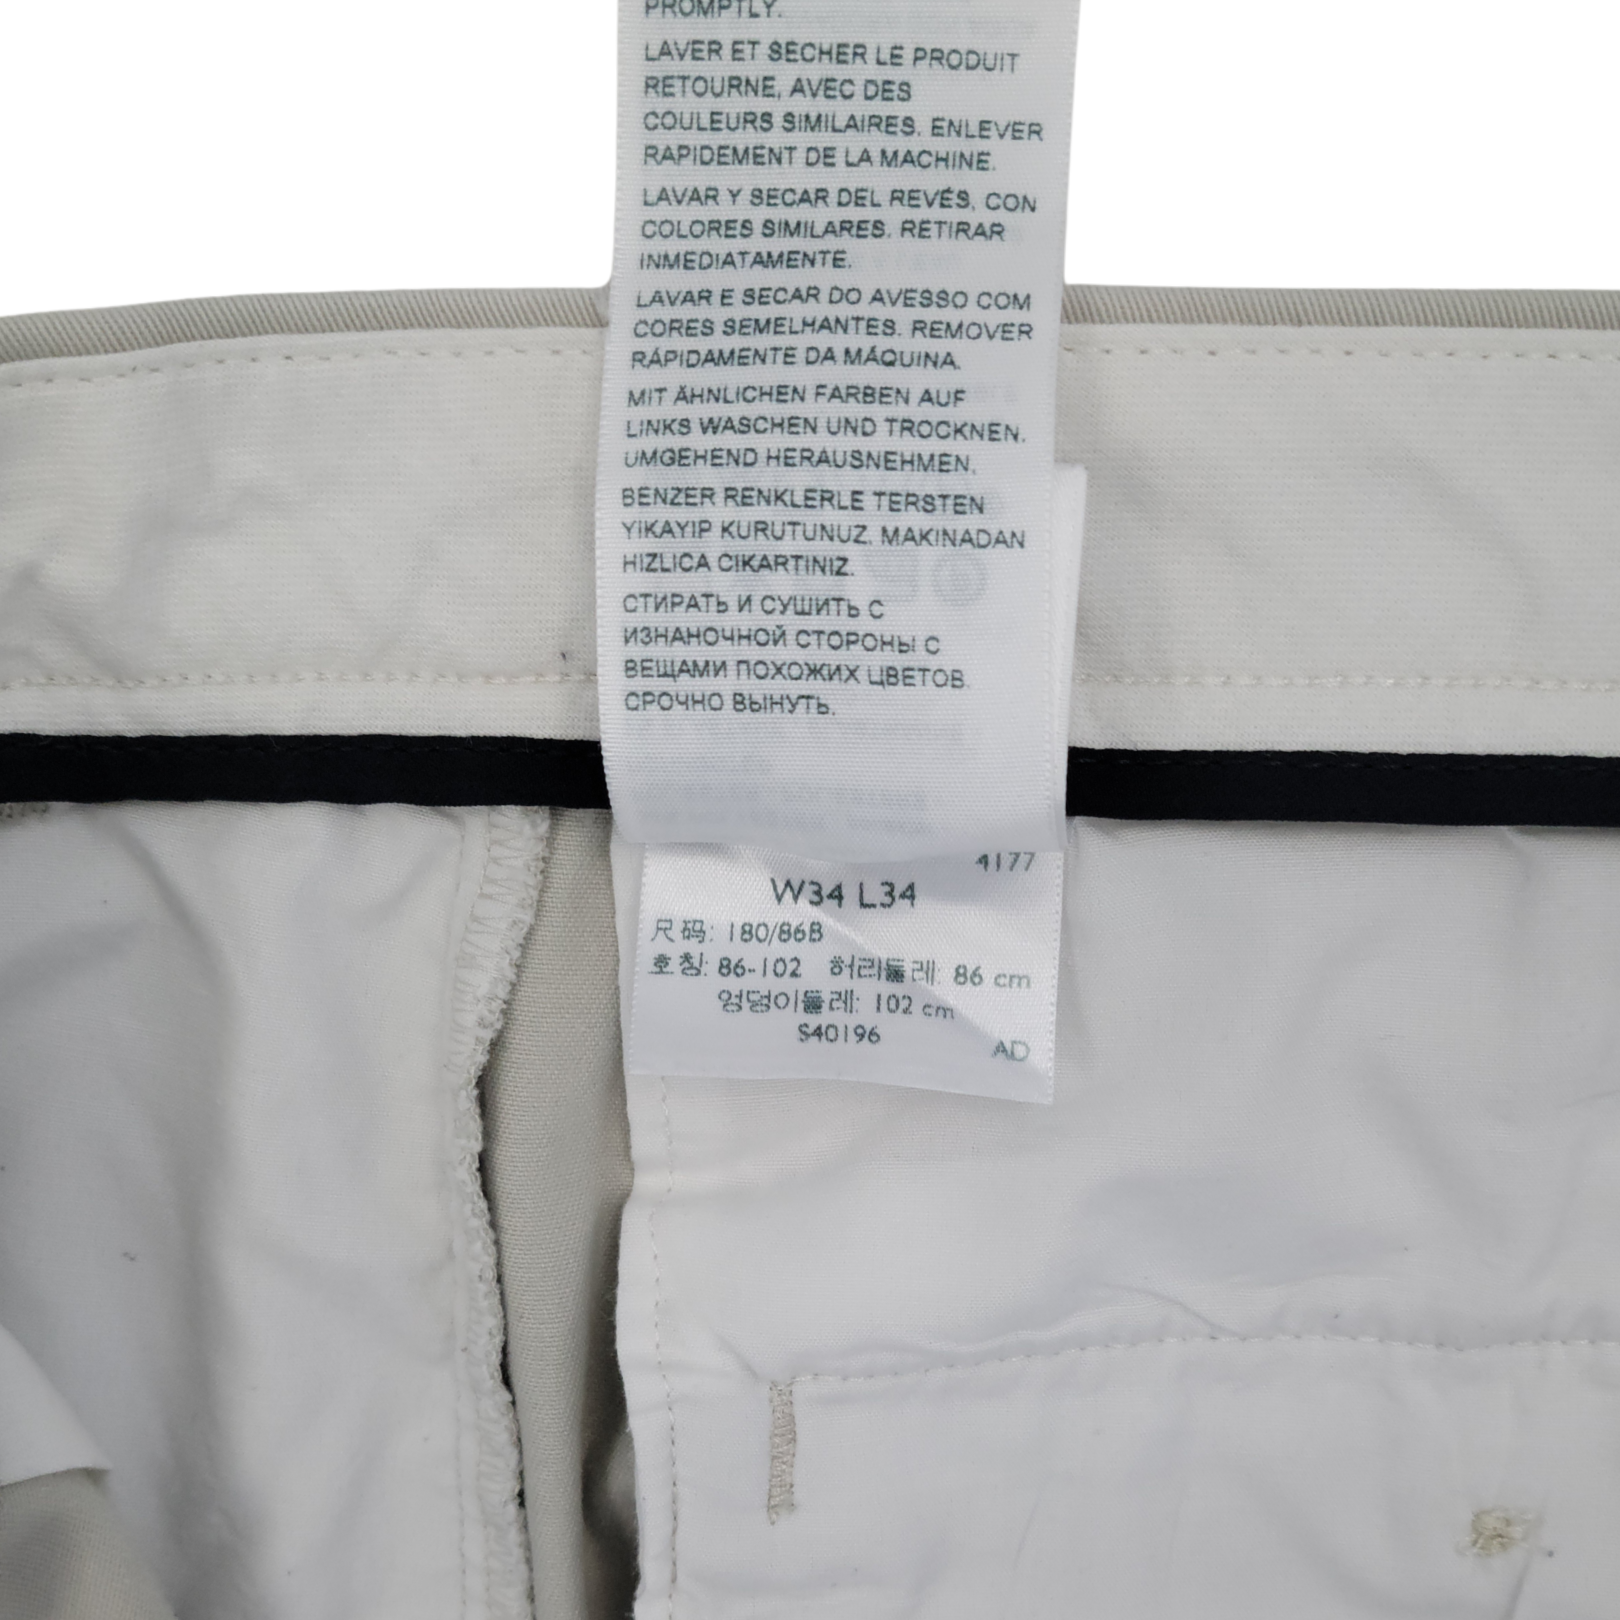 PROMPTLY.
LAVER ET SECHER LE PRODUIT
RETOURNE, AVEC DES
COULEURS SIMILAIRES. ENLEVER
RAPIDEMENT DE LA MACHINE.
LAVAR Y SECAR DEL REVÉS, CON
COLORES SIMILARES. RETIRAR
INMEDIATAMENTE.
LAVAR E SECAR DO AVESSO COM
CORES SEMELHANTES. REMOVER
RÁPIDAMENTE DA MÁQUINA.
MIT ÄHNLICHEN FARBEN AUF
LINKS WASCHEN UND TROCKNEN.
UMGEHEND HERAUSNEHMEN.
BENZER RENKLERLE TERSTEN
YIKAYIP KURUTUNUZ. MAKINADAN
HIZLICA CIKARTINIZ.
СТИРАТЬ И СУШИТЬ С
ИЗНАНОЧНОЙ СТОРОНЫ С
ВЕЩАМИ ПОХОЖИХ ЦВЕТОВ.
СРОЧНО ВЫНУТЬ.
4177
W34 L34
尺码: 180/86B
호칭: 86-102 허리둘레: 86 cm
엉덩이둘레: 102 cm
S40196
AD